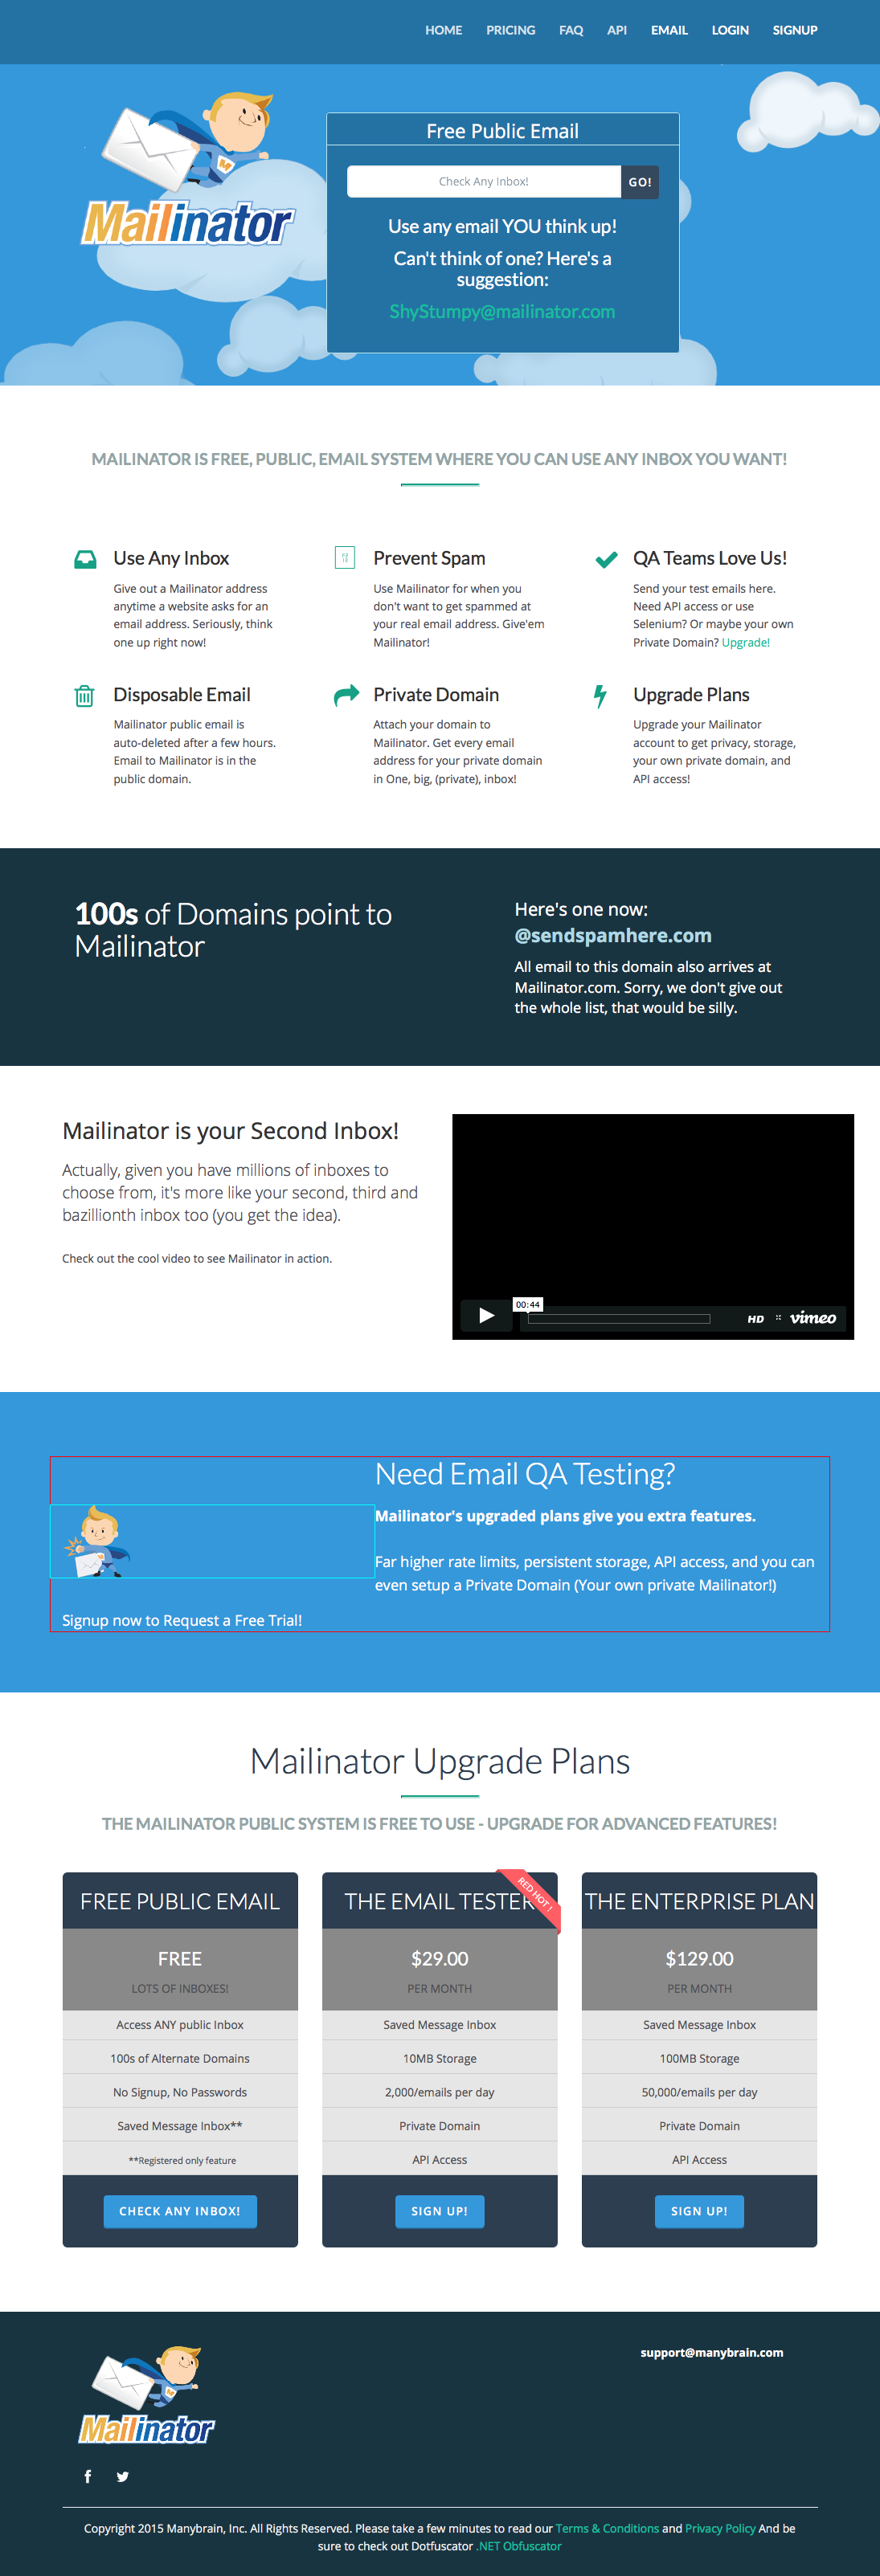 HOME PRICING FAQ API EMAIL LOGIN SIGNUP
Mailinator
Free Public Email
Check Any Inbox! GO!
Use any email YOU think up!
Can't think of one? Here's a
suggestion:
ShyStumpy@mailinator.com
MAILINATOR IS FREE, PUBLIC, EMAIL SYSTEM WHERE YOU CAN USE ANY INBOX YOU WANT!
Use Any Inbox
Give out a Mailinator address
anytime a website asks for an
email address. Seriously, think
one up right now!
Prevent Spam
Use Mailinator for when you
don't want to get spammed at
your real email address. Give'em
Mailinator!
QA Teams Love Us!
Send your test emails here.
Need API access or use
Selenium? Or maybe your own
Private Domain? Upgrade!
Disposable Email
Mailinator public email is
auto-deleted after a few hours.
Email to Mailinator is in the
public domain.
Private Domain
Attach your domain to
Mailinator. Get every email
address for your private domain
in One, big, (private), inbox!
Upgrade Plans
Upgrade your Mailinator
account to get privacy, storage,
your own private domain, and
API access!
100s of Domains point to
Mailinator
Here's one now:
@sendspamhere.com
All email to this domain also arrives at
Mailinator.com. Sorry, we don't give out
the whole list, that would be silly.
Mailinator is your Second Inbox!
Actually, given you have millions of inboxes to
choose from, it's more like your second, third and
bazillionth inbox too (you get the idea).
Check out the cool video to see Mailinator in action.
00:44
HD vimeo
Need Email QA Testing?
Mailinator's upgraded plans give you extra features.
Far higher rate limits, persistent storage, API access, and you can
even setup a Private Domain (Your own private Mailinator!)
Signup now to Request a Free Trial!
Mailinator Upgrade Plans
THE MAILINATOR PUBLIC SYSTEM IS FREE TO USE - UPGRADE FOR ADVANCED FEATURES!
FREE PUBLIC EMAIL
FREE
LOTS OF INBOXES!
Access ANY public Inbox
100s of Alternate Domains
No Signup, No Passwords
Saved Message Inbox**
**Registered only feature
CHECK ANY INBOX!
THE EMAIL TESTER
RED HOT !
$29.00
PER MONTH
Saved Message Inbox
10MB Storage
2,000/emails per day
Private Domain
API Access
SIGN UP!
THE ENTERPRISE PLAN
$129.00
PER MONTH
Saved Message Inbox
100MB Storage
50,000/emails per day
Private Domain
API Access
SIGN UP!
Mailinator
support@manybrain.com
Copyright 2015 Manybrain, Inc. All Rights Reserved. Please take a few minutes to read our Terms & Conditions and Privacy Policy And be
sure to check out Dotfuscator .NET Obfuscator